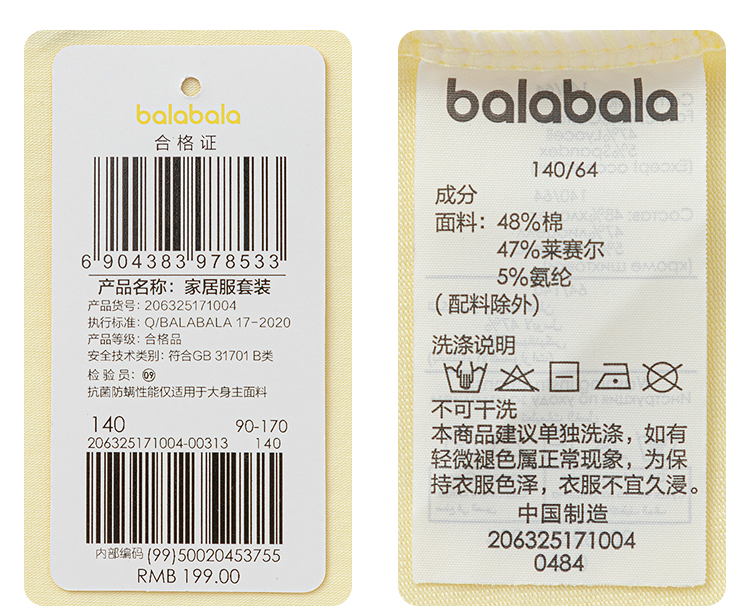 balabala
合格证
6 904383 978533
产品名称：家居服套装
产品货号：206325171004
执行标准：Q/BALABALA 17-2020
产品等级：合格品
安全技术类别：符合GB 31701 B类
检验员：09
抗菌防螨性能仅适用于大身主面料
140 90-170
206325171004-00313 140
内部编码 (99)50020453755
RMB 199.00
balabala
140/64
成分
面料：48%棉
47%莱赛尔
5%氨纶
(配料除外)
洗涤说明
不可干洗
本商品建议单独洗涤，如有
轻微褪色属正常现象，为保
持衣服色泽，衣服不宜久浸。
中国制造
206325171004
0484